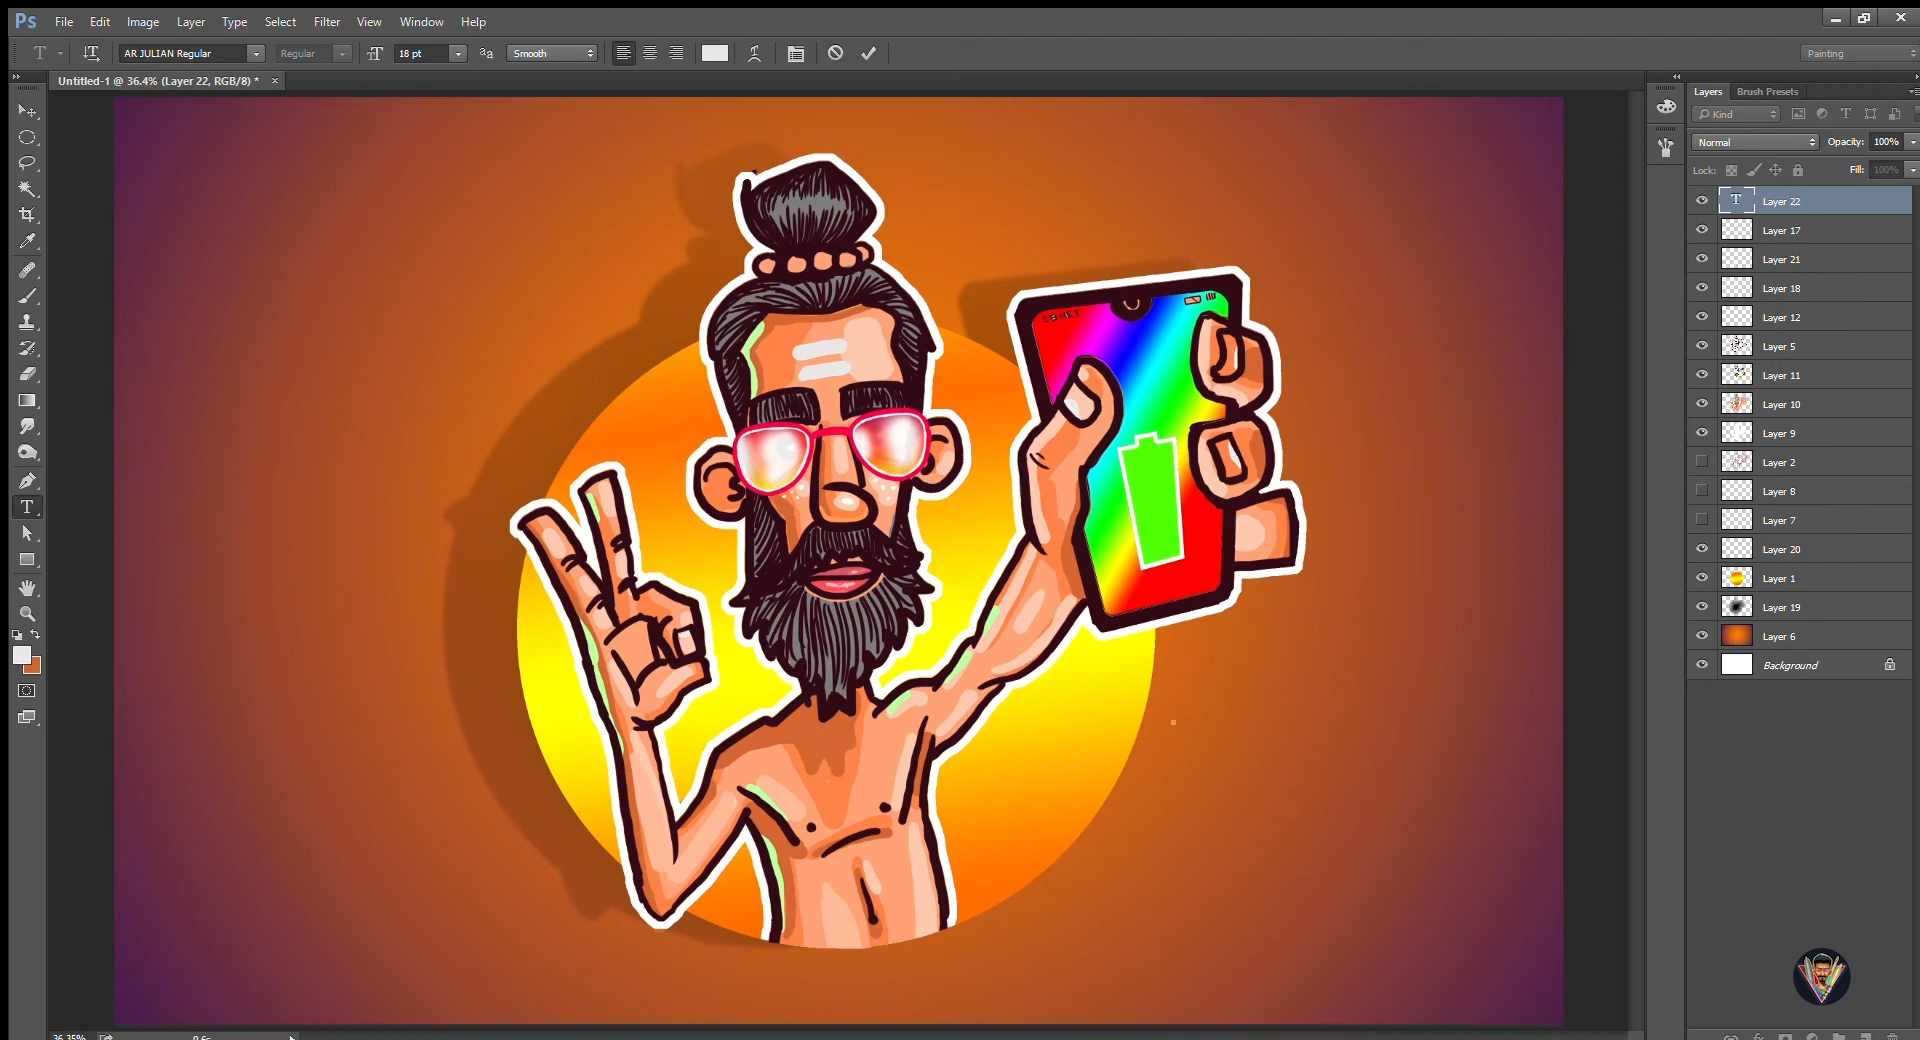 Ps File Edit Image Layer Type Select Filter View Window Help
T AR JULIAN Regular Regular 18 pt aa Smooth Painting
Untitled-1 @ 36.4% (Layer 22, RGB/8) * ×
Layers Brush Presets
Kind
Normal Opacity: 100%
Lock: Fill: 100%
Layer 22
Layer 17
Layer 21
Layer 18
Layer 12
Layer 5
Layer 11
Layer 10
Layer 9
Layer 2
Layer 8
Layer 7
Layer 20
Layer 1
Layer 19
Layer 6
Background
36.35%